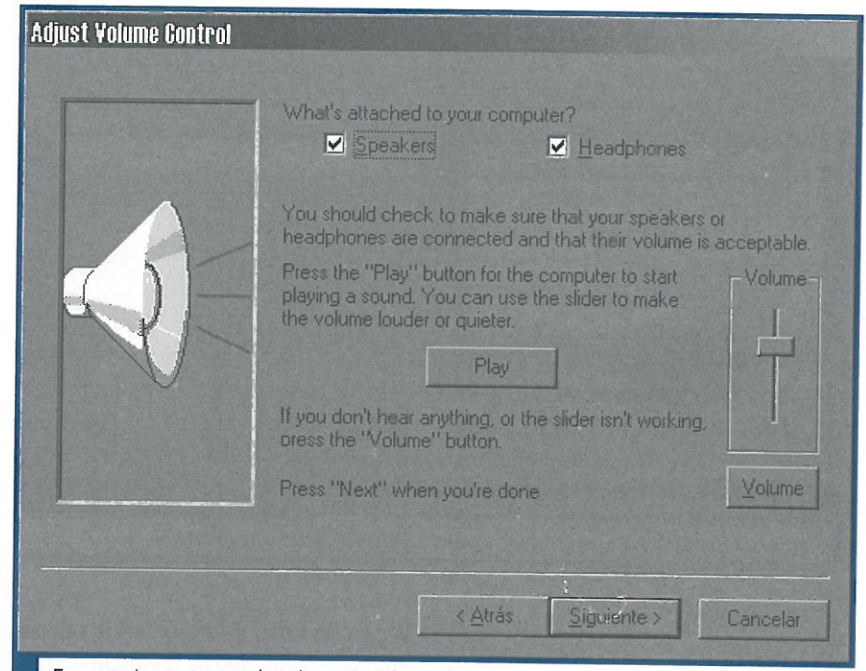 Adjust Volume Control
What's attached to your computer?
Speakers
Headphones
You should check to make sure that your speakers or
headphones are connected and that their volume is acceptable.
Press the "Play" button for the computer to start
playing a sound. You can use the slider to make
the volume louder or quieter.
Volume
Play
If you don't hear anything, or the slider isn't working,
press the "Volume" button.
Press "Next" when you're done
Volume
< Atrás
Siguiente >
Cancelar